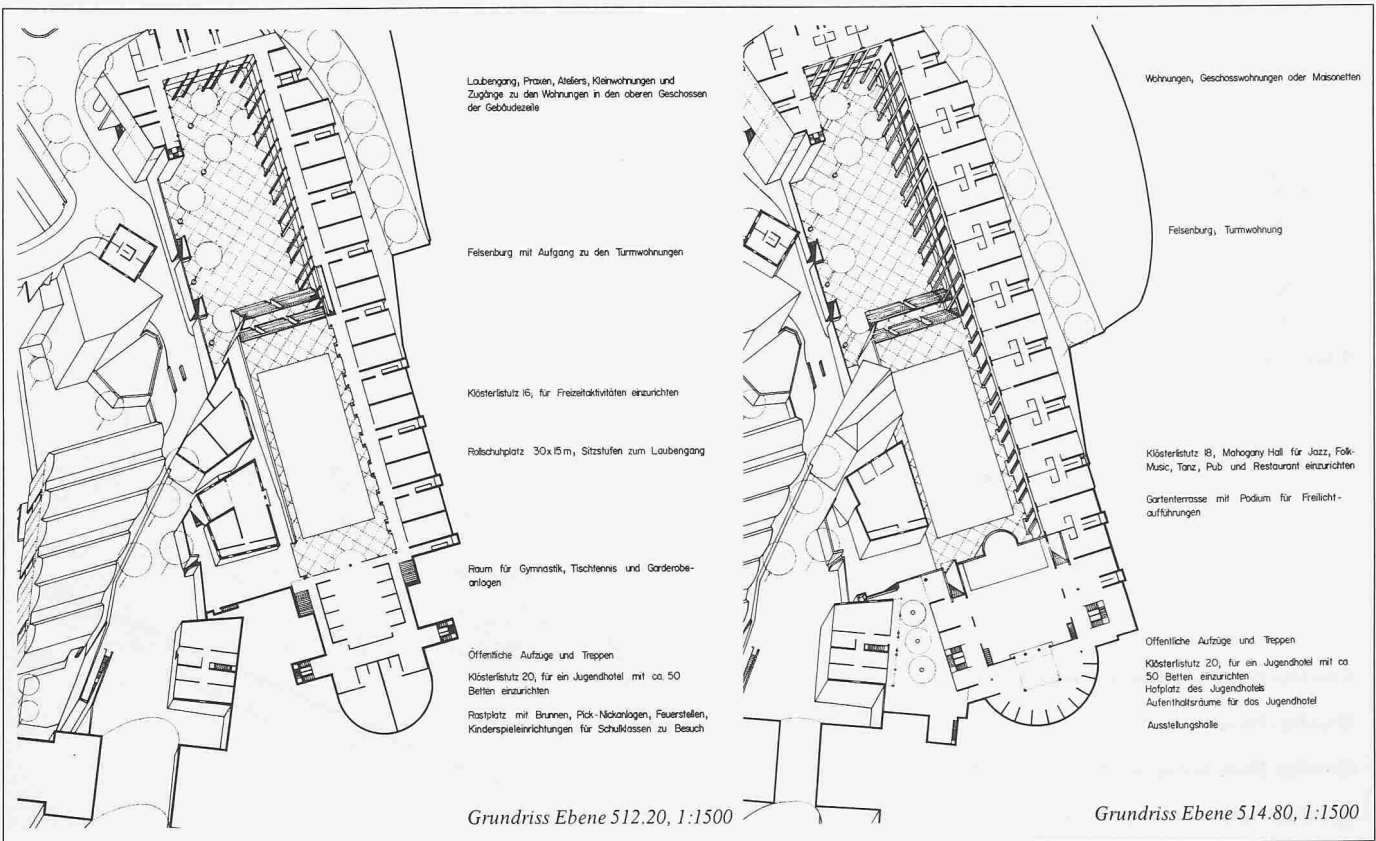 Laubengang, Praxen, Ateliers, Kleinwohnungen und
Zugänge zu den Wohnungen in den oberen Geschossen
der Gebäudezeile
Felsenburg mit Aufgang zu den Turmwohnungen
Klösterlistutz 16, für Freizeitaktivitäten einzurichten
Rollschuhplatz 30x15m, Sitzstufen zum Laubengang
Raum für Gymnastik, Tischtennis und Garderobe-
anlagen
Öffentliche Aufzüge und Treppen
Klösterlistutz 20, für ein Jugendhotel mit ca. 50
Betten einzurichten
Rastplatz mit Brunnen, Pick-Nickanlagen, Feuerstellen,
Kinderspieleinrichtungen für Schulklassen zu Besuch
Grundriss Ebene 512.20, 1:1500
Wohnungen, Geschosswohnungen oder Maisonetten
Felsenburg, Turmwohnung
Klösterlistutz 18, Mahogany Hall für Jazz, Folk-
Music, Tanz, Pub und Restaurant einzurichten
Gartenterrasse mit Podium für Freilicht-
aufführungen
Öffentliche Aufzüge und Treppen
Klösterlistutz 20, für ein Jugendhotel mit ca
50 Betten einzurichten
Hofplatz des Jugendhotels
Aufenthaltsräume für das Jugendhotel
Ausstellungshalle
Grundriss Ebene 514.80, 1:1500